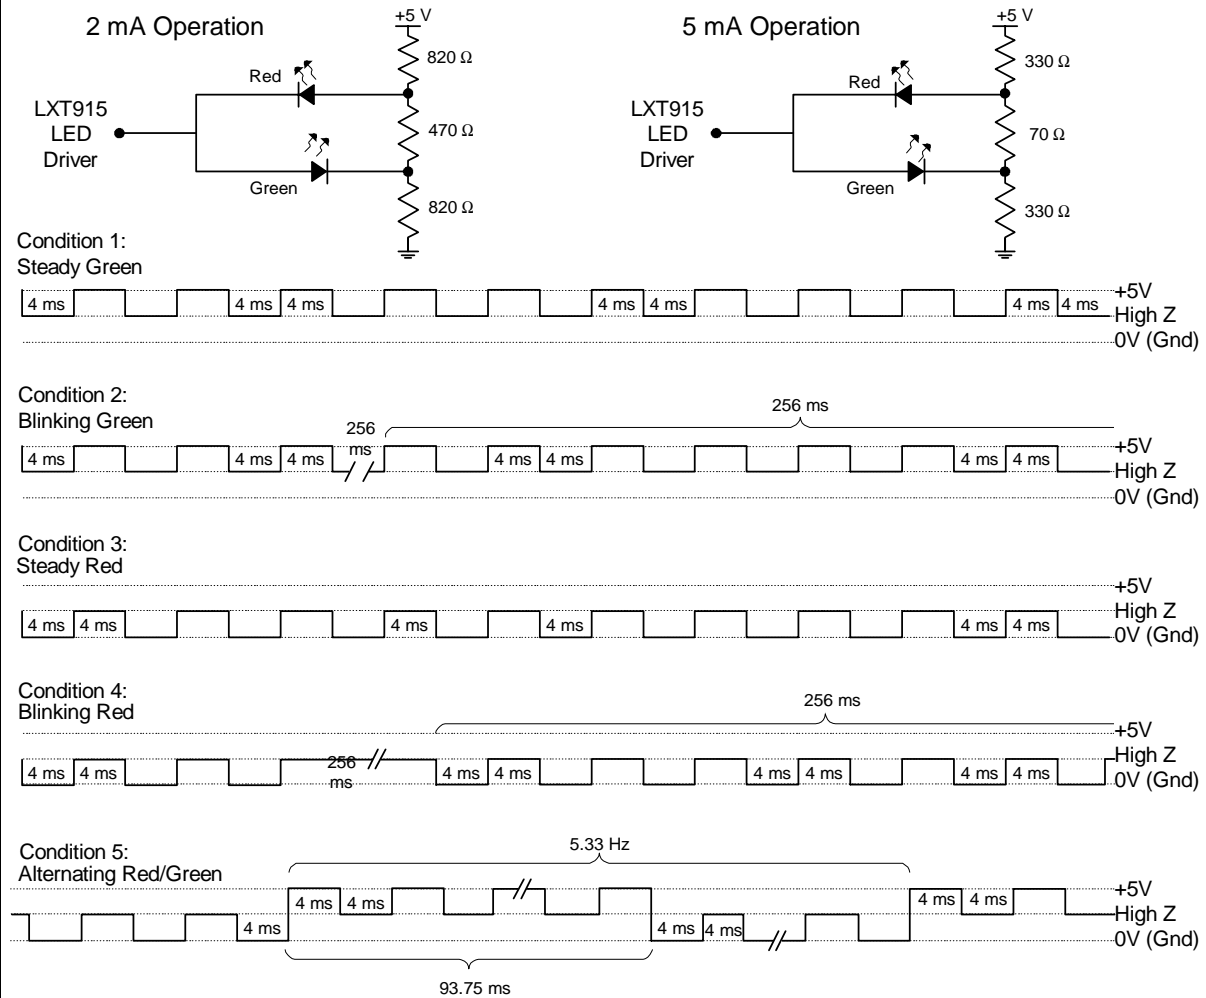 2 mA Operation
+5 V
820 Ω
Red
LXT915
LED
Driver
470 Ω
Green
820 Ω
5 mA Operation
+5 V
330 Ω
Red
LXT915
LED
Driver
70 Ω
Green
330 Ω
Condition 1:
Steady Green
4 ms 4 ms 4 ms 4 ms 4 ms 4 ms 4 ms
+5V
High Z
0V (Gnd)
Condition 2:
Blinking Green
256 ms
256
ms
4 ms 4 ms 4 ms 4 ms 4 ms 4 ms 4 ms
+5V
High Z
0V (Gnd)
Condition 3:
Steady Red
+5V
High Z
4 ms 4 ms 4 ms 4 ms 4 ms 4 ms
0V (Gnd)
Condition 4:
Blinking Red
256 ms
+5V
High Z
256
ms
4 ms 4 ms 4 ms 4 ms 4 ms 4 ms 4 ms 4 ms
0V (Gnd)
Condition 5:
Alternating Red/Green
5.33 Hz
+5V
4 ms 4 ms 4 ms 4 ms
High Z
4 ms 4 ms 4 ms
0V (Gnd)
93.75 ms